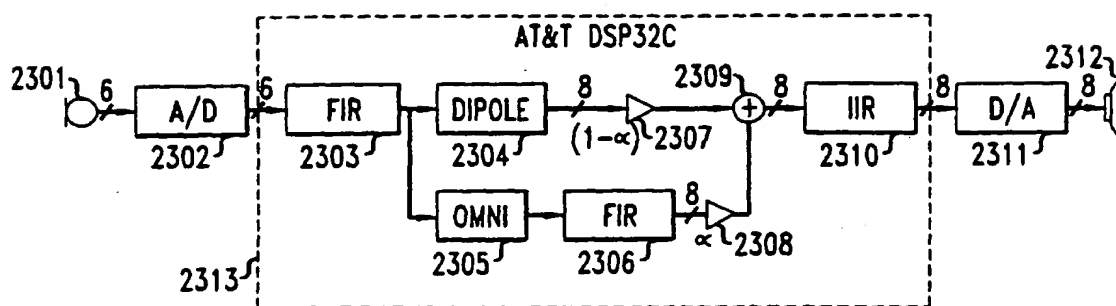 AT&T DSP32C
2301
6
A/D
2302
6
FIR
2303
DIPOLE
2304
8
(1-α)
2307
2309
+
8
IIR
2310
8
D/A
2311
8
2312
OMNI
2305
FIR
2306
8
α
2308
2313